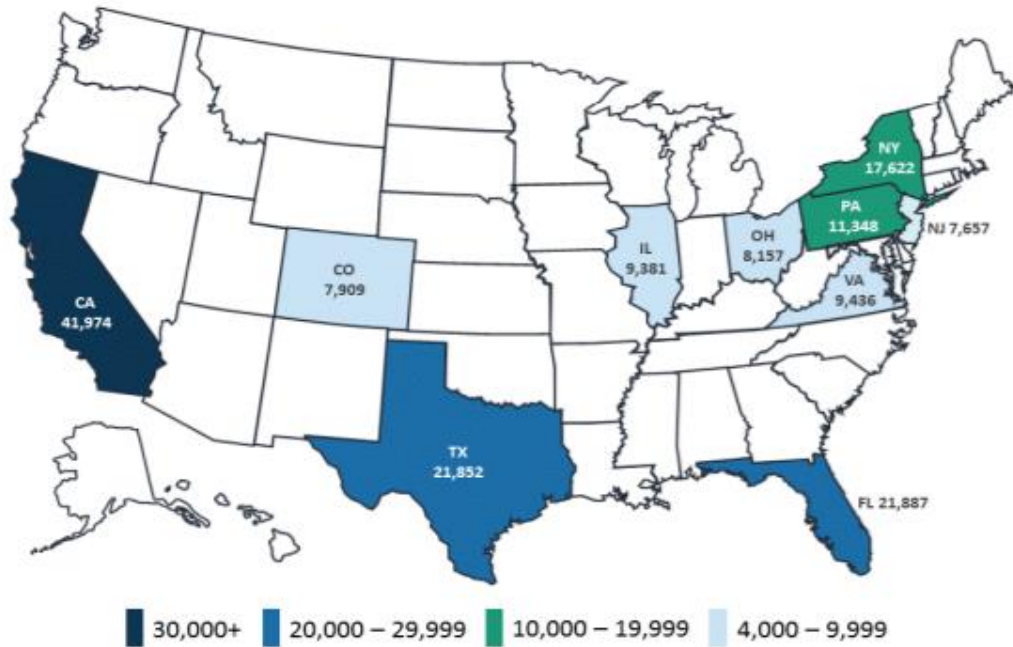 NY
17,622
PA
11,348
NJ 7,657
IL
9,381
OH
8,157
VA
9,436
CO
7,909
CA
41,974
TX
21,852
FL 21,887
30,000+
20,000 – 29,999
10,000 – 19,999
4,000 – 9,999